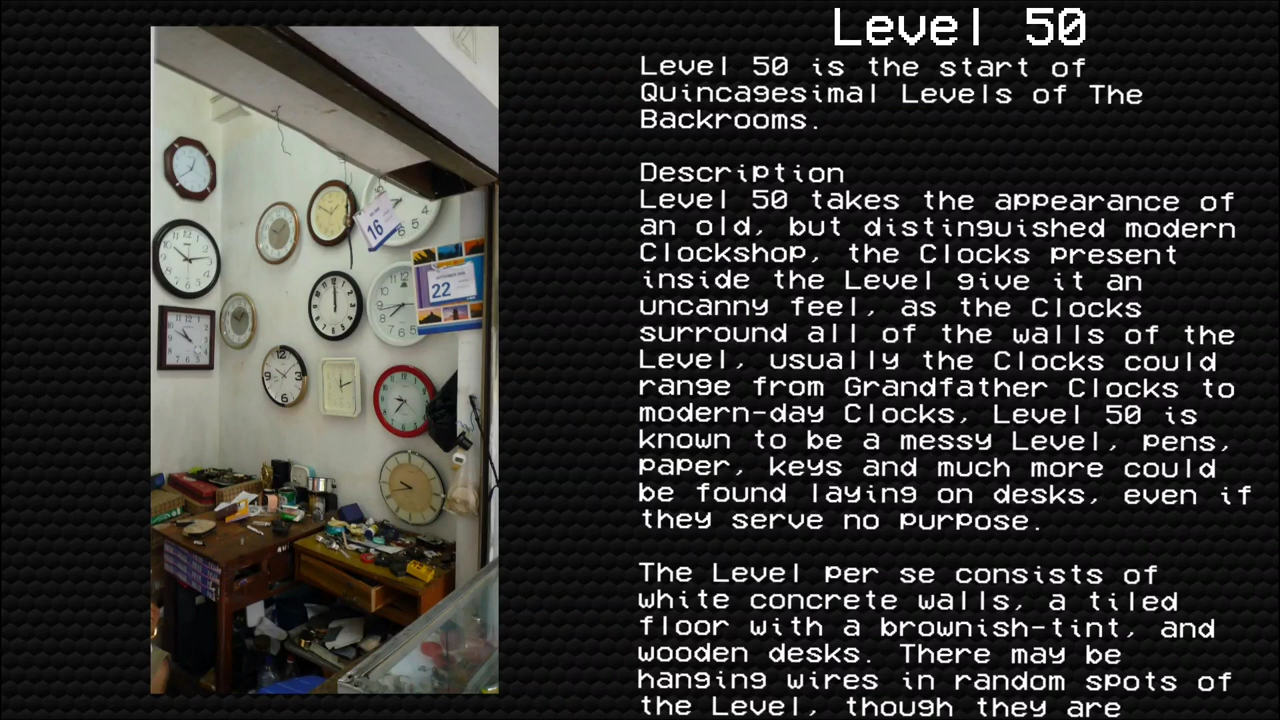 Level 50
Level 50 is the start of
Quincagesimal Levels of The
Backrooms.
Description
Level 50 takes the appearance of
an old, but distinguished modern
Clockshop, the Clocks present
inside the Level give it an
uncanny feel, as the Clocks
surround all of the walls of the
Level, usually the Clocks could
range from Grandfather Clocks to
modern-day Clocks, Level 50 is
known to be a messy Level, pens,
paper, keys and much more could
be found laying on desks, even if
they serve no purpose.
The Level per se consists of
white concrete walls, a tiled
floor with a brownish-tint, and
wooden desks. There may be
hanging wires in random spots of
the Level, though they are
16
22